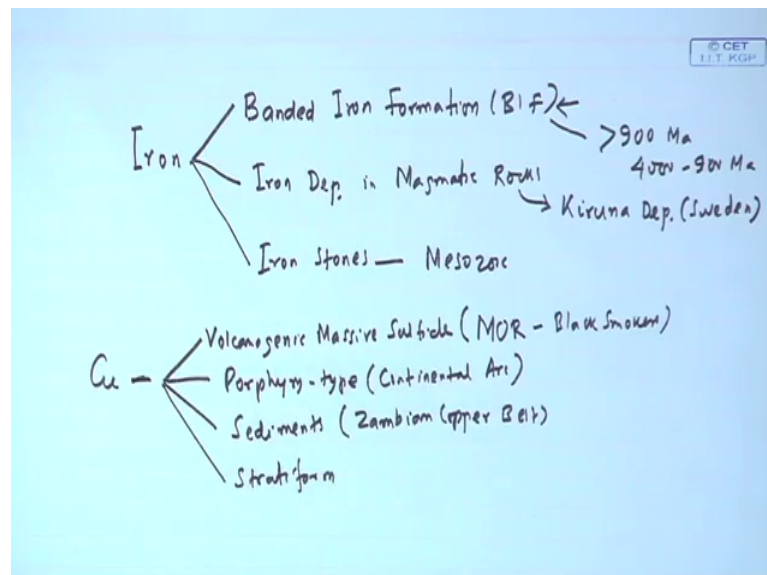 © CET
I.I.T. KGP
Banded Iron Formation (BIF) ←
> 900 Ma
4000 - 900 Ma
Iron
Iron Dep. in Magmatic Rocks
→ Kiruna Dep. (Sweden)
Iron Stones — Mesozoic
Volcanogenic Massive Sulfide (MOR - Black Smokers)
Cu — Porphyry-type (Continental Arc)
Sediments (Zambian Copper Belt)
Stratiform